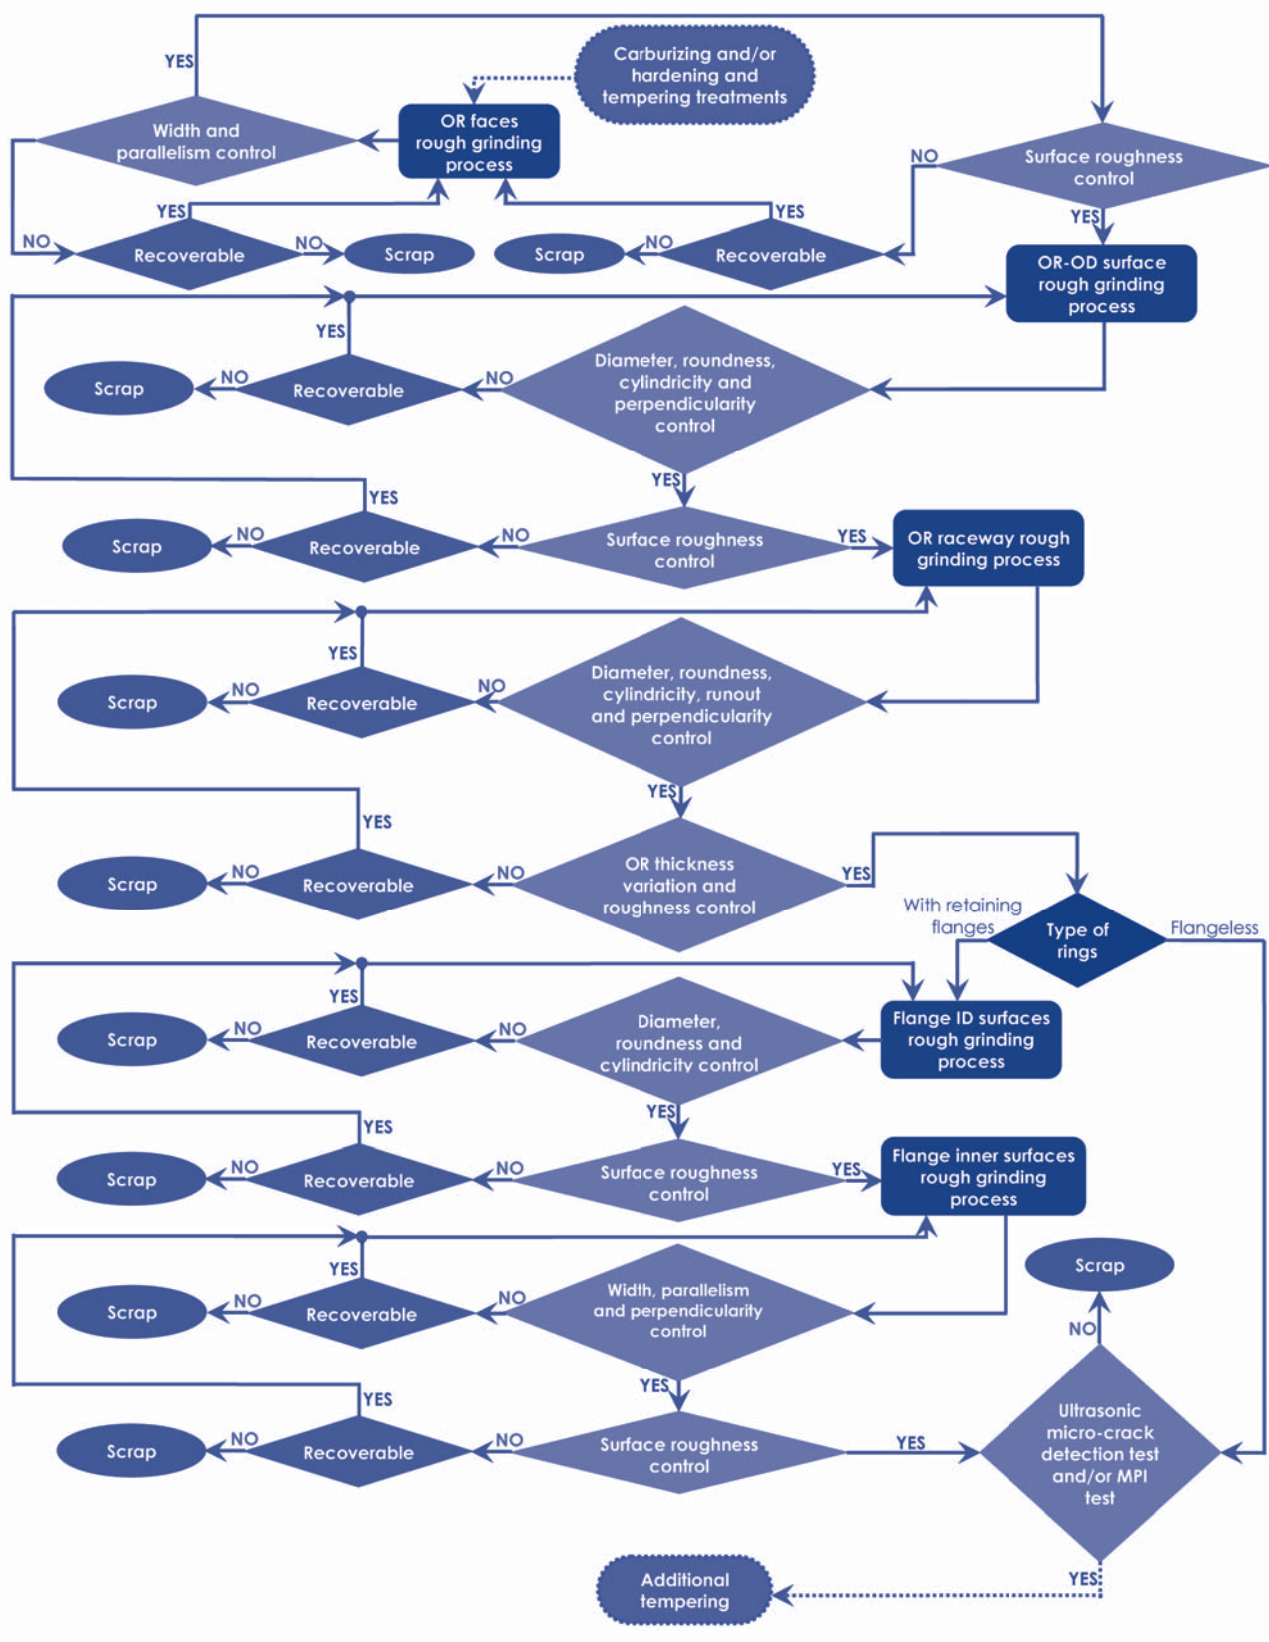 YES
Carburizing and/or
hardening and
tempering treatments
OR faces
rough grinding
process
Width and
parallelism control
Surface roughness
control
NO
YES
YES
YES
NO
Recoverable
NO
Scrap
Scrap
NO
Recoverable
OR-OD surface
rough grinding
process
YES
Diameter, roundness,
cylindricity and
perpendicularity
control
Scrap
NO
Recoverable
NO
YES
YES
Scrap
NO
Recoverable
NO
Surface roughness
control
YES
OR raceway rough
grinding process
YES
Diameter, roundness,
cylindricity, runout
and perpendicularity
control
Scrap
NO
Recoverable
NO
YES
YES
Scrap
NO
Recoverable
NO
OR thickness
variation and
roughness control
YES
With retaining
flanges
Type of
rings
Flangeless
YES
Flange ID surfaces
rough grinding
process
Diameter,
roundness and
cylindricity control
Scrap
NO
Recoverable
NO
YES
YES
Flange inner surfaces
rough grinding
process
Scrap
NO
Recoverable
NO
Surface roughness
control
YES
YES
Scrap
Width, parallelism
and perpendicularity
control
Scrap
NO
Recoverable
NO
NO
YES
YES
Ultrasonic
micro-crack
detection test
and/or MPI
test
Scrap
NO
Recoverable
NO
Surface roughness
control
YES
YES
Additional
tempering